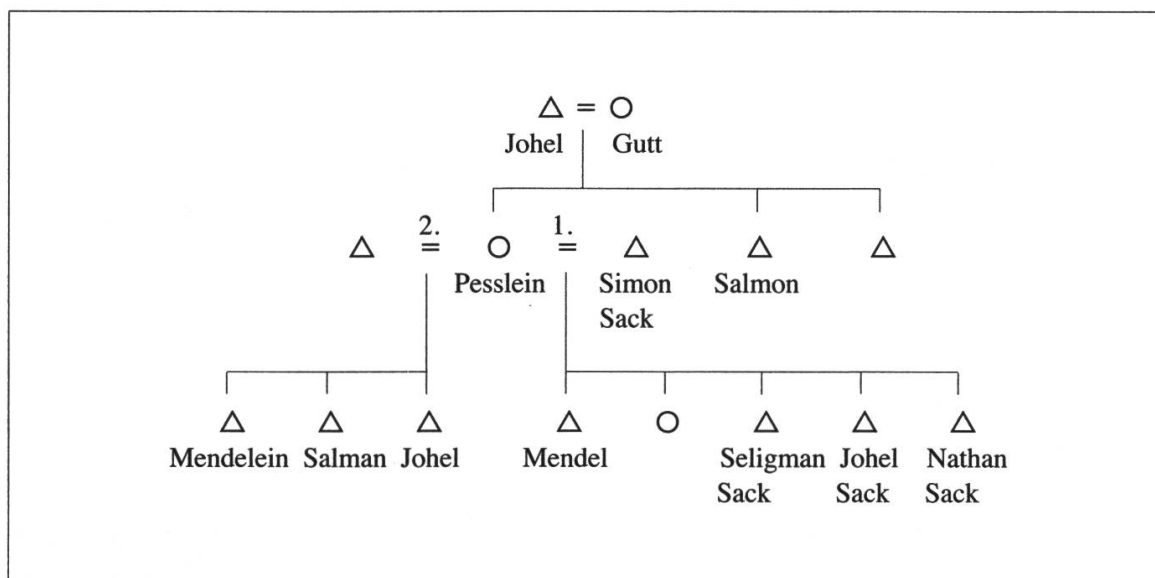 Johel Gutt
2. 1.
Pesslein Simon Salmon
Sack
Mendelein Salman Johel Mendel Seligman Johel Nathan
Sack Sack Sack